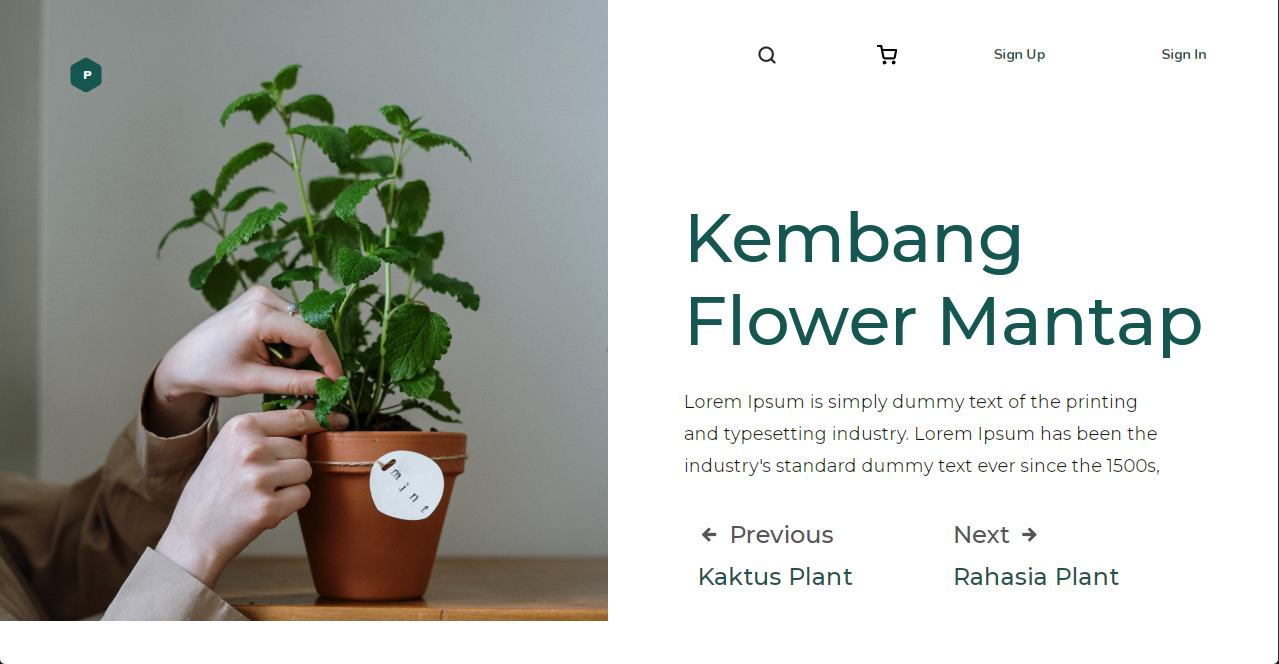 P
Sign Up
Sign In
Kembang
Flower Mantap
Lorem Ipsum is simply dummy text of the printing
and typesetting industry. Lorem Ipsum has been the
industry's standard dummy text ever since the 1500s,
Previous
Next
Kaktus Plant
Rahasia Plant
mint